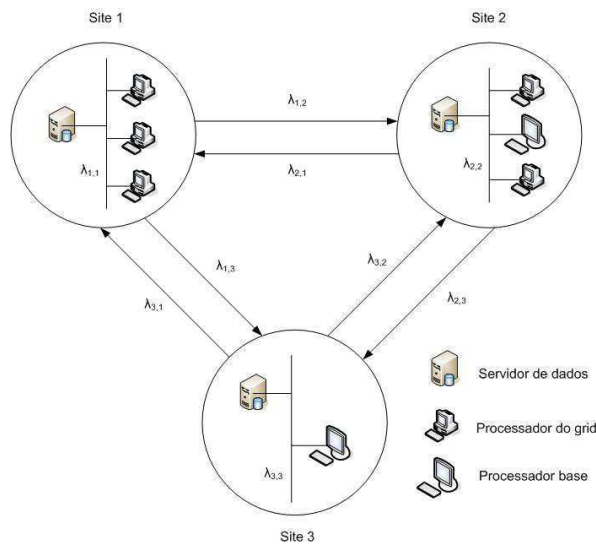 Site 1
Site 2
λ1,2
λ1,1
λ2,2
λ2,1
λ1,3
λ3,2
λ3,1
λ2,3
Servidor de dados
Processador do grid
λ3,3
Processador base
Site 3